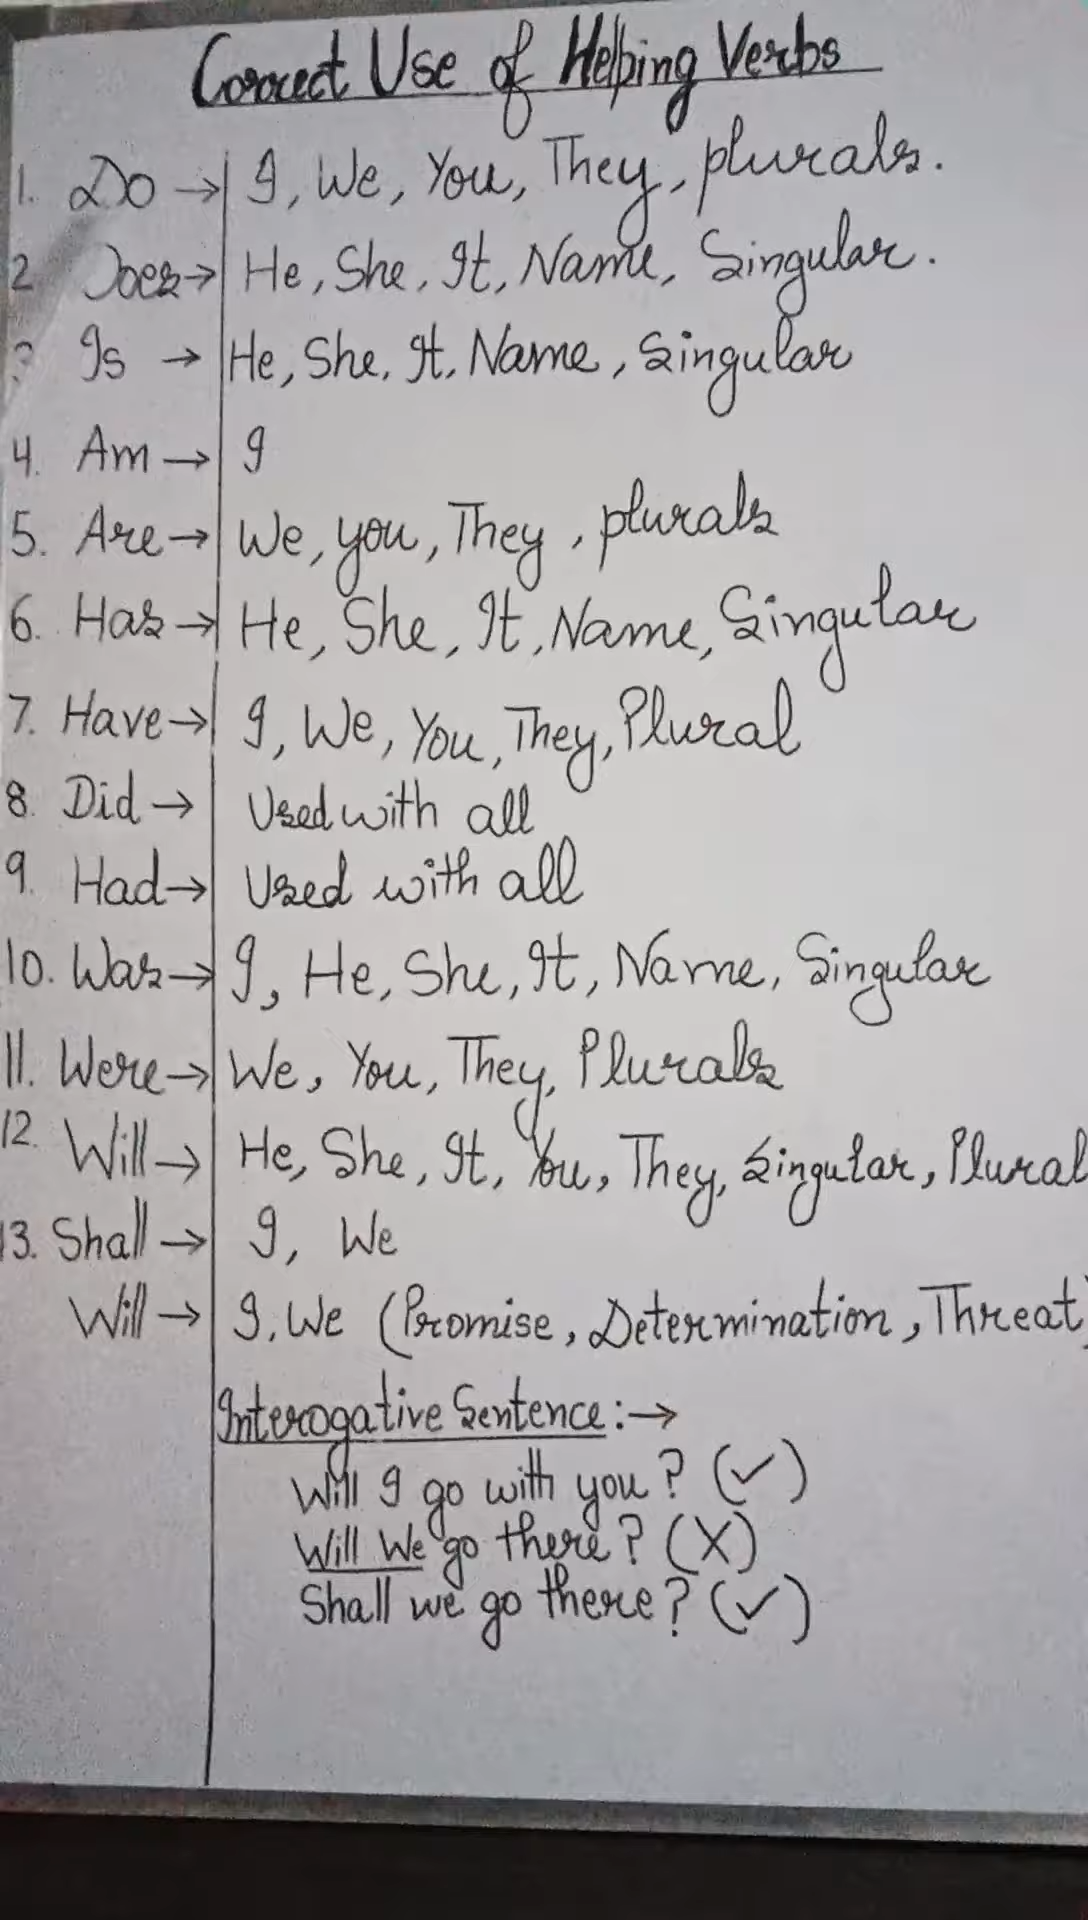 Correct Use of Helping Verbs
1. Do → I, We, You, They, plurals.
2 Does → He, She, It, Name, Singular.
3 Is → He, She, It, Name, Singular
4. Am → I
5. Are → We, you, They, plurals
6. Has → He, She, It, Name, Singular
7. Have → I, We, You, They, Plural
8. Did → Used with all
9. Had → Used with all
10. Was → I, He, She, It, Name, Singular
11. Were → We, You, They, Plurals
12. Will → He, She, It, You, They, Singular, Plural
13. Shall → I, We
Will → I, We (Promise, Determination, Threat)
Interogative Sentence :→
Will I go with you? (✓)
Will We go there? (X)
Shall we go there? (✓)